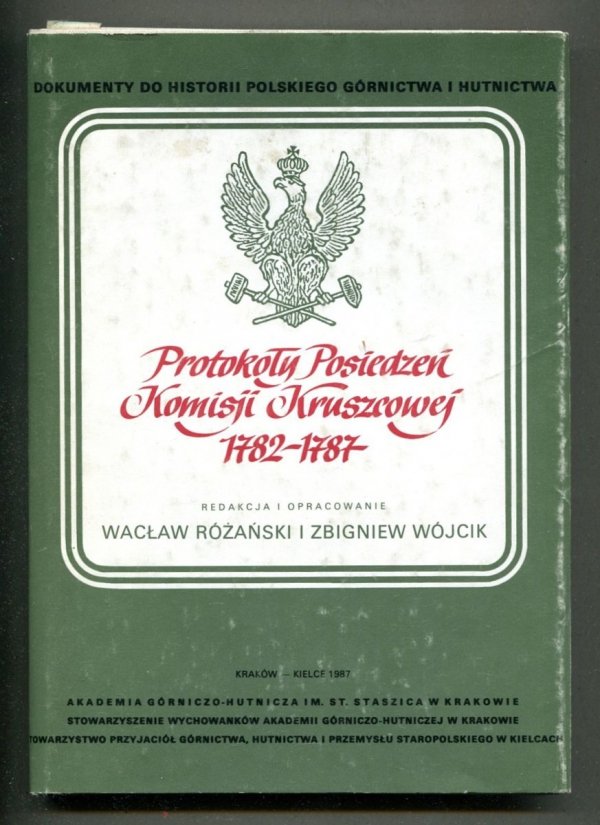 DOKUMENTY DO HISTORII POLSKIEGO GÓRNICTWA I HUTNICTWA
Protokoły Posiedzeń
Komisji Kruszcowej
1782-1787
REDAKCJA I OPRACOWANIE
WACŁAW RÓŻAŃSKI I ZBIGNIEW WÓJCIK
KRAKÓW – KIELCE 1987
AKADEMIA GÓRNICZO-HUTNICZA IM. ST. STASZICA W KRAKOWIE
STOWARZYSZENIE WYCHOWANKÓW AKADEMII GÓRNICZO-HUTNICZEJ W KRAKOWIE
TOWARZYSTWO PRZYJACIÓŁ GÓRNICTWA, HUTNICTWA I PRZEMYSŁU STAROPOLSKIEGO W KIELCACH